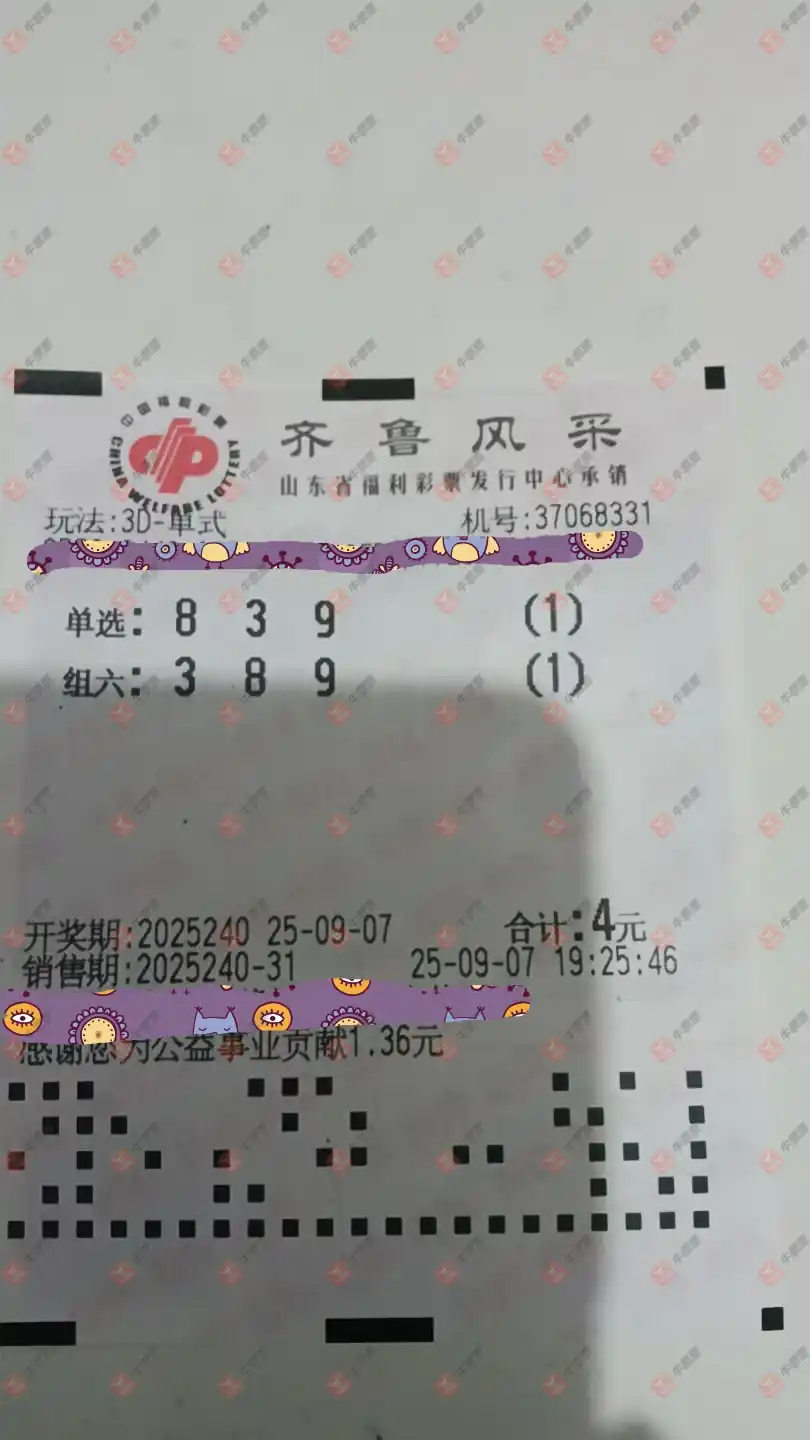 中国福利彩票
CHINA WELFARE LOTTERY
齐鲁风采
山东省福利彩票发行中心承销
玩法:3D-单式 机号:37068331
单选: 8 3 9 (1)
组六: 3 8 9 (1)
开奖期:2025240 25-09-07 合计:4元
销售期:2025240-31 25-09-07 19:25:46
感谢您为公益事业贡献1.36元